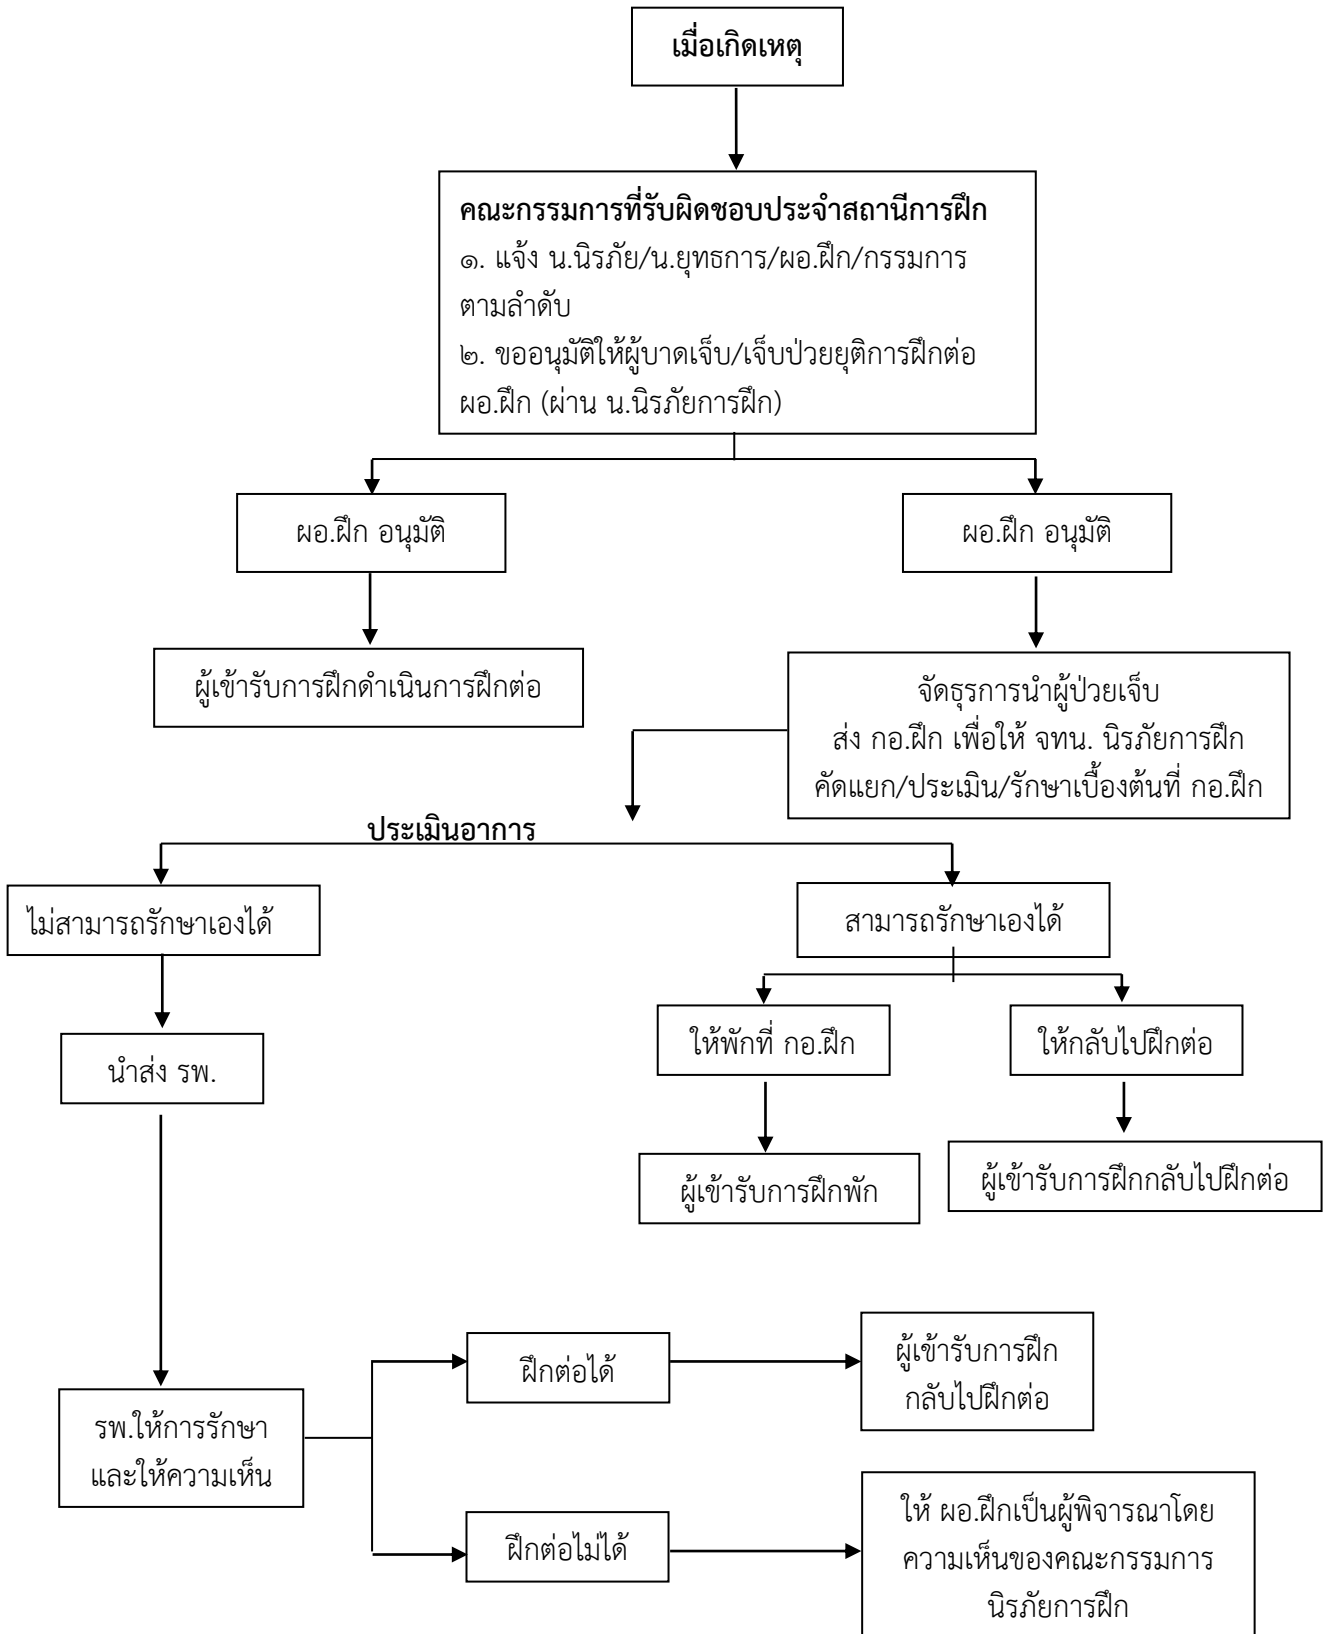 เมื่อเกิดเหตุ
คณะกรรมการที่รับผิดชอบประจำสถานีการฝึก
๑. แจ้ง น.นิรภัย/น.ยุทธการ/ผอ.ฝึก/กรรมการ
ตามลำดับ
๒. ขออนุมัติให้ผู้บาดเจ็บ/เจ็บป่วยยุติการฝึกต่อ
ผอ.ฝึก (ผ่าน น.นิรภัยการฝึก)
ผอ.ฝึก อนุมัติ
ผอ.ฝึก อนุมัติ
ผู้เข้ารับการฝึกดำเนินการฝึกต่อ
จัดธุรการนำผู้ป่วยเจ็บ
ส่ง กอ.ฝึก เพื่อให้ จทน. นิรภัยการฝึก
คัดแยก/ประเมิน/รักษาเบื้องต้นที่ กอ.ฝึก
ประเมินอาการ
ไม่สามารถรักษาเองได้
สามารถรักษาเองได้
ให้พักที่ กอ.ฝึก
ให้กลับไปฝึกต่อ
นำส่ง รพ.
ผู้เข้ารับการฝึกพัก
ผู้เข้ารับการฝึกกลับไปฝึกต่อ
รพ.ให้การรักษา
และให้ความเห็น
ฝึกต่อได้
ผู้เข้ารับการฝึก
กลับไปฝึกต่อ
ฝึกต่อไม่ได้
ให้ ผอ.ฝึกเป็นผู้พิจารณาโดย
ความเห็นของคณะกรรมการ
นิรภัยการฝึก